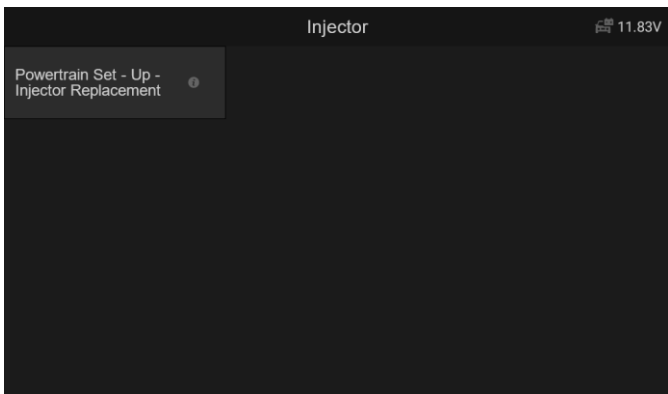 Injector
11.83V
Powertrain Set - Up -
Injector Replacement